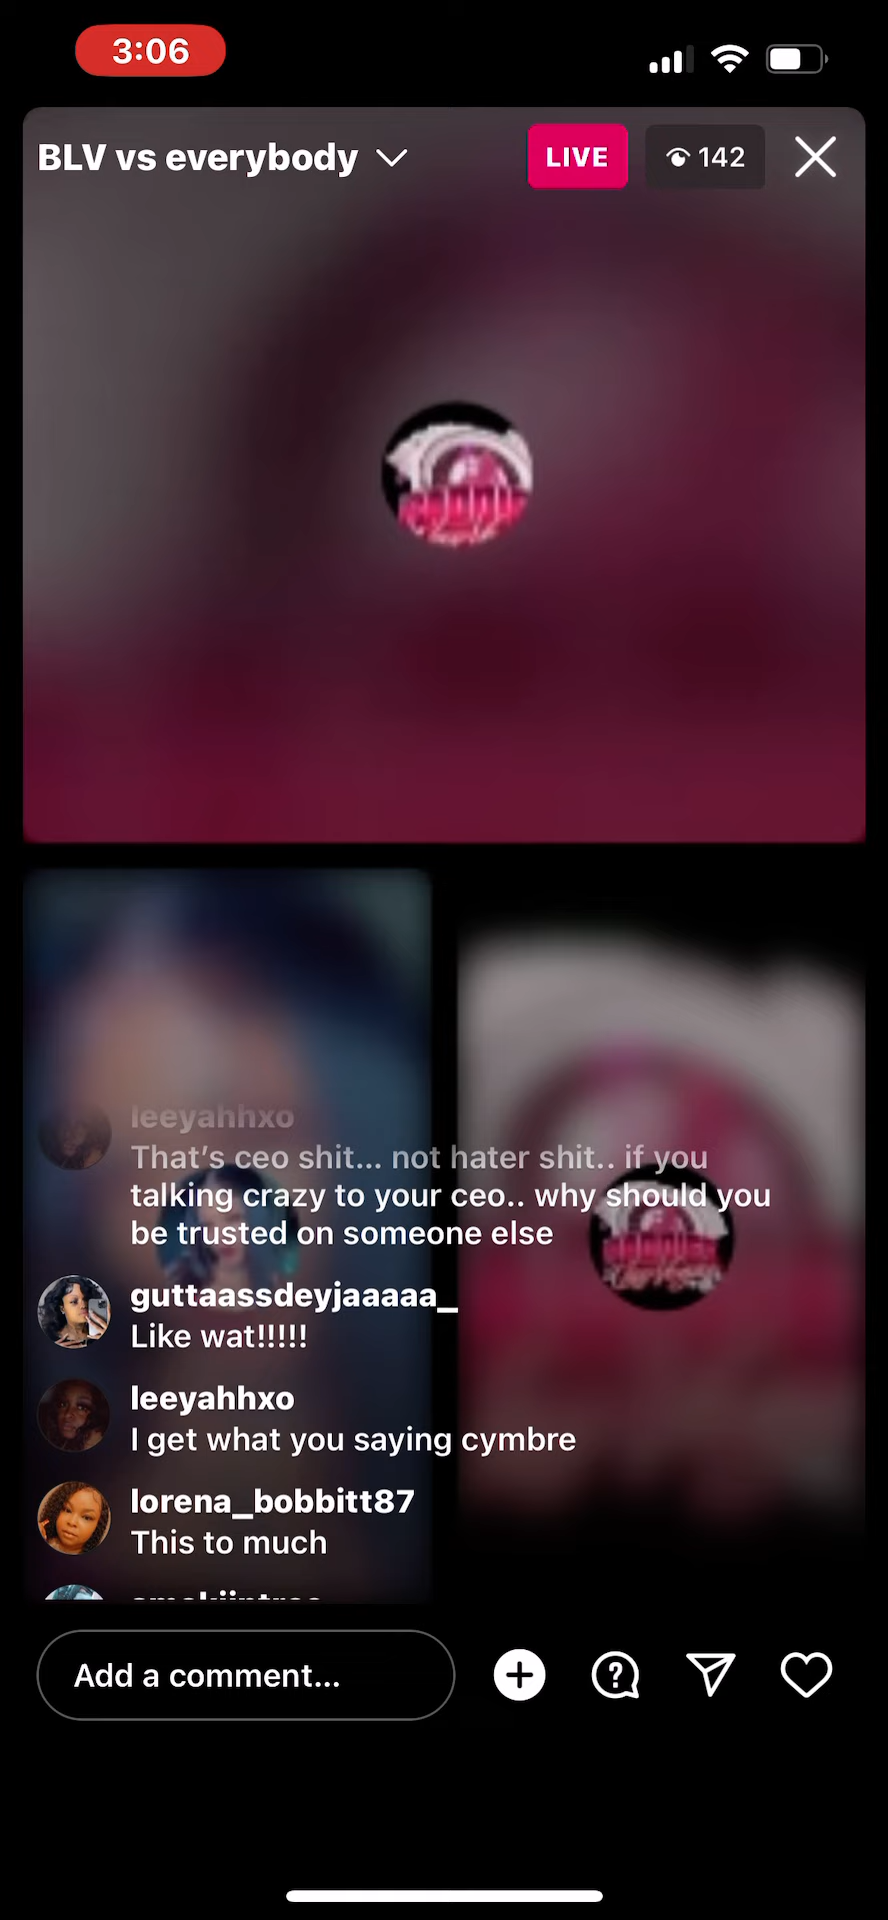 3:06
BLV vs everybody
LIVE
142
leeyahhxo
That's ceo shit... not hater shit.. if you
talking crazy to your ceo.. why should you
be trusted on someone else
guttaassdeyjaaaaa_
Like wat!!!!!
leeyahhxo
I get what you saying cymbre
lorena_bobbitt87
This to much
Add a comment...